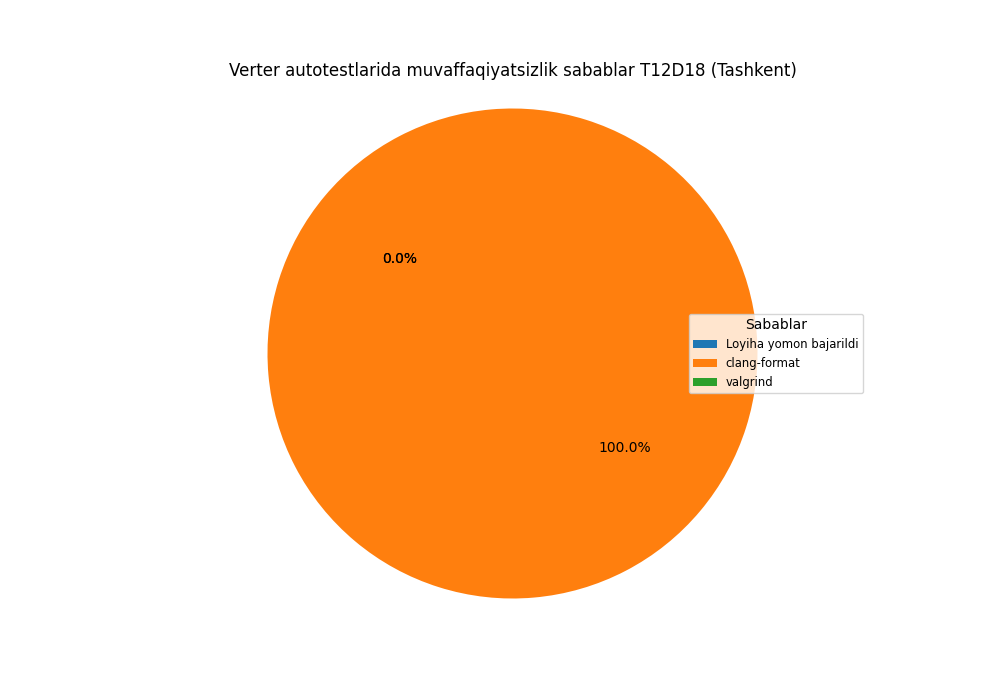 Verter autotestlarida muvaffaqiyatsizlik sabablar T12D18 (Tashkent)
0.0%
Sabablar
Loyiha yomon bajarildi
clang-format
valgrind
100.0%